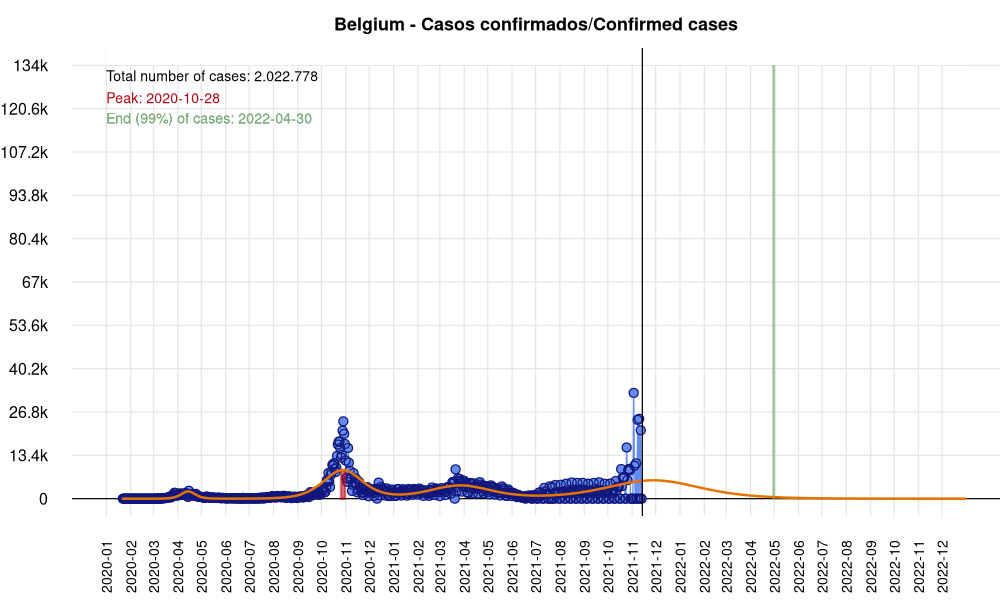 Belgium - Casos confirmados/Confirmed cases
134k
Total number of cases: 2.022.778
Peak: 2020-10-28
120.6k
End (99%) of cases: 2022-04-30
107.2k
93.8k
80.4k
67k
53.6k
40.2k
26.8k
13.4k
0
2020-01
2020-02
2020-03
2020-04
2020-05
2020-06
2020-07
2020-08
2020-09
2020-10
2020-11
2020-12
2021-01
2021-02
2021-03
2021-04
2021-05
2021-06
2021-07
2021-08
2021-09
2021-10
2021-11
2021-12
2022-01
2022-02
2022-03
2022-04
2022-05
2022-06
2022-07
2022-08
2022-09
2022-10
2022-11
2022-12